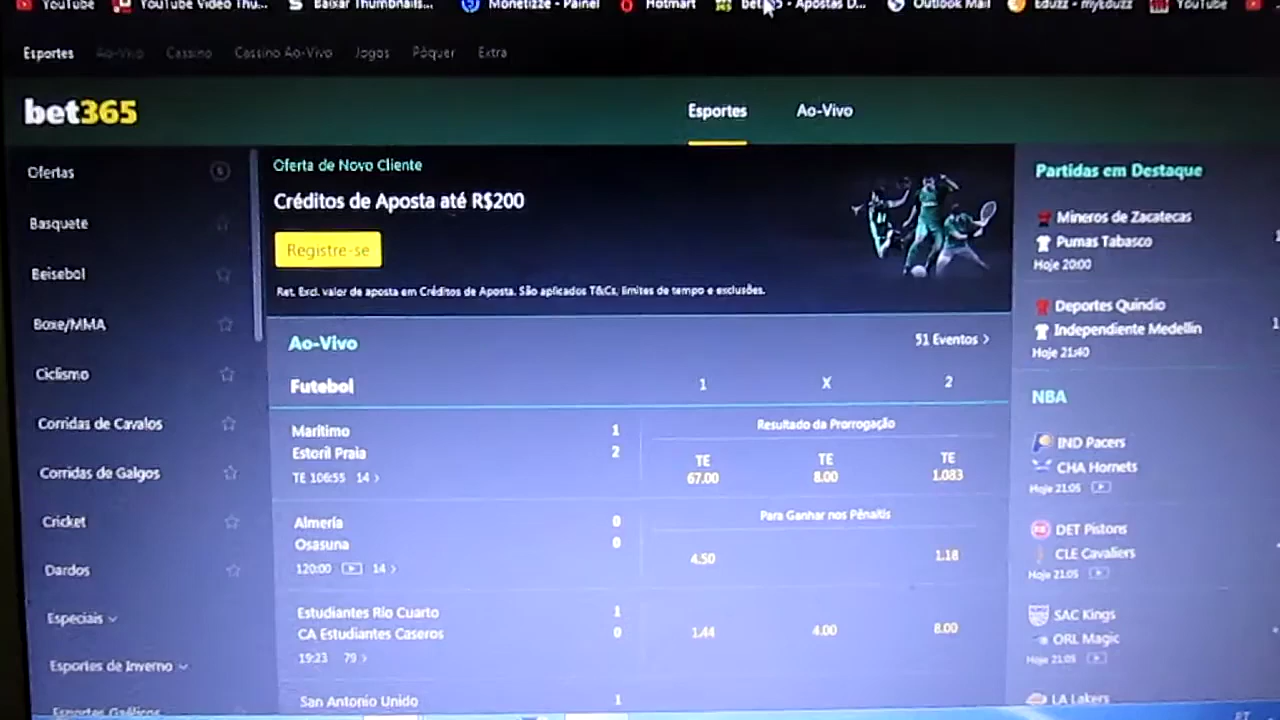 YouTube YouTube Video Thu... Baixar Thumbnails... Monetizze - Painel Hotmart - Apostas D... Outlook Mail Eduzz - myEduzz YouTube
Esportes Ao-Vivo Cassino Cassino Ao-Vivo Jogos Pôquer Extra
bet365
Esportes Ao-Vivo
Ofertas 6
Basquete
Beisebol
Boxe/MMA
Ciclismo
Corridas de Cavalos
Corridas de Galgos
Cricket
Dardos
Especiais
Esportes de Inverno
Esportes Gaélicos
Oferta de Novo Cliente
Créditos de Aposta até R$200
Registre-se
Ret. Excl. valor de aposta em Créditos de Aposta. São aplicados T&Cs, limites de tempo e exclusões.
Ao-Vivo 51 Eventos >
Futebol 1 X 2
Marítimo 1
Estoril Praia 2
TE 106:55 14 >
Resultado da Prorrogação
TE TE TE
67.00 8.00 1.083
Almería 0
Osasuna 0
120:00 14 >
Para Ganhar nos Pênaltis
4.50 1.18
Estudiantes Río Cuarto 1
CA Estudiantes Caseros 0
19:23 79 >
1.44 4.00 8.00
San Antonio Unido 1
Partidas em Destaque
Mineros de Zacatecas
Pumas Tabasco
Hoje 20:00
Deportes Quindio
Independiente Medellín
Hoje 21:40
NBA
IND Pacers
CHA Hornets
Hoje 21:05
DET Pistons
CLE Cavaliers
Hoje 21:05
SAC Kings
ORL Magic
Hoje 21:05
LA Lakers
PT